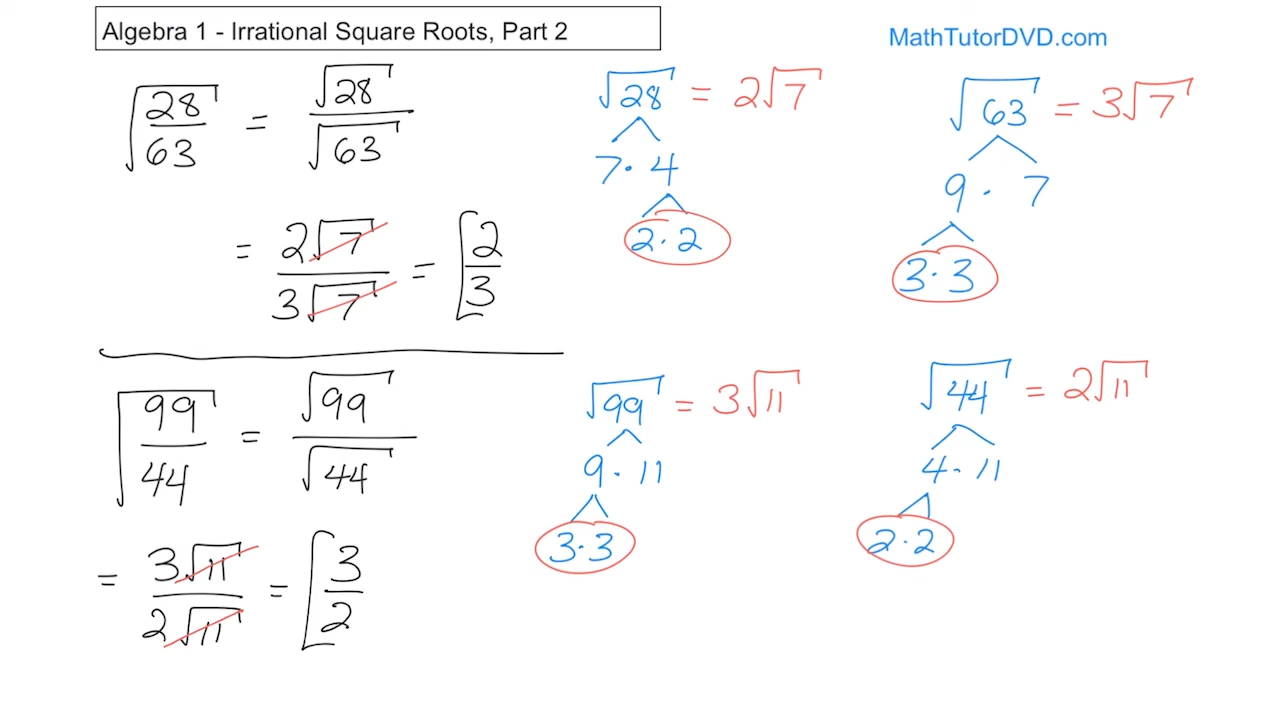 Algebra 1 - Irrational Square Roots, Part 2
MathTutorDVD.com
√(28/63) = √28/√63
= 2√7/3√7 = [2/3
√28 = 2√7
7 · 4
2 · 2
√63 = 3√7
9 · 7
3 · 3
√(99/44) = √99/√44
= 3√11/2√11 = [3/2
√99 = 3√11
9 · 11
3 · 3
√44 = 2√11
4 · 11
2 · 2